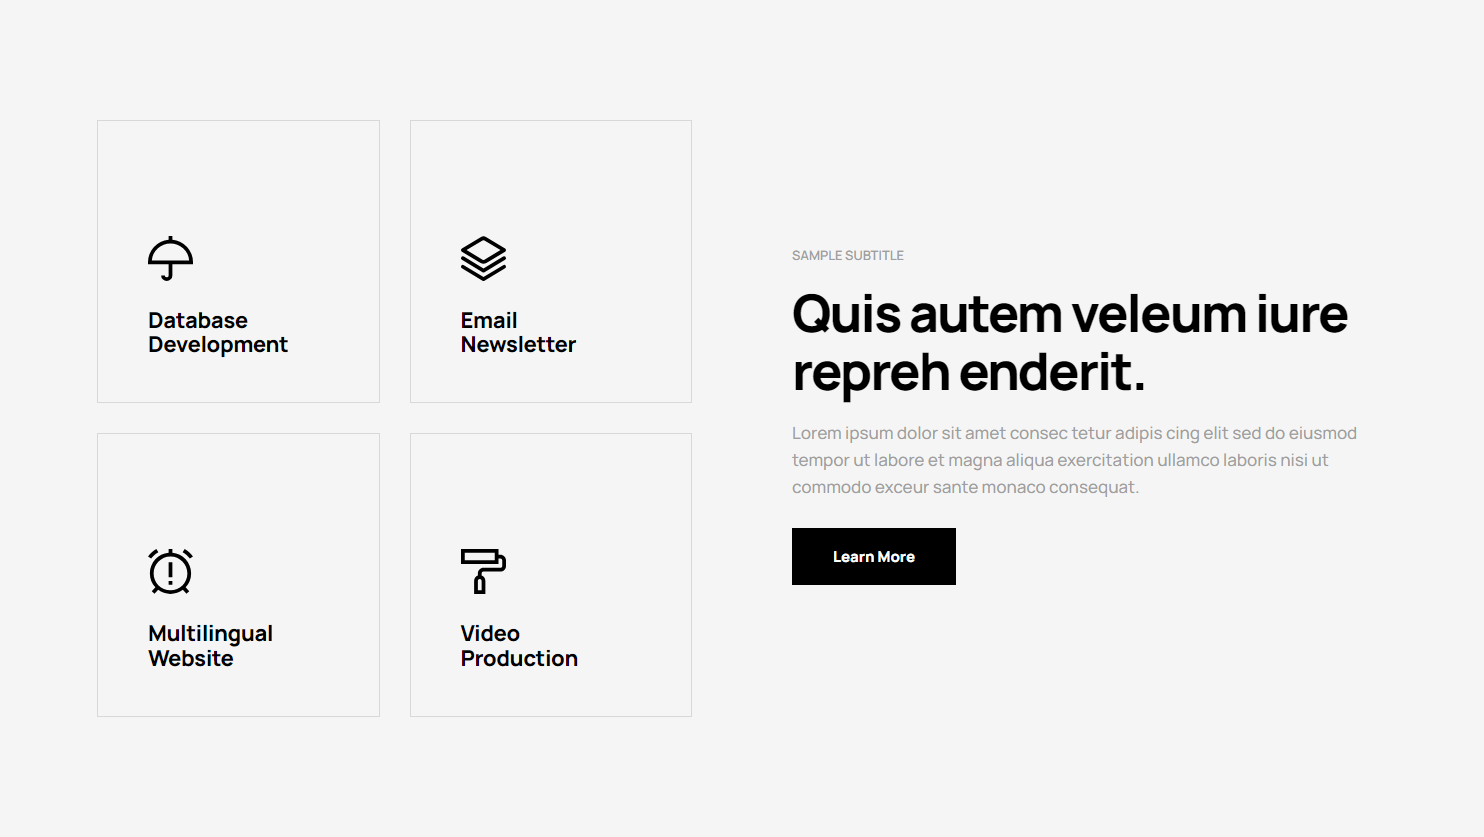 Database
Development
Email
Newsletter
Multilingual
Website
Video
Production
SAMPLE SUBTITLE
Quis autem veleum iure
repreh enderit.
Lorem ipsum dolor sit amet consec tetur adipis cing elit sed do eiusmod
tempor ut labore et magna aliqua exercitation ullamco laboris nisi ut
commodo exceur sante monaco consequat.
Learn More